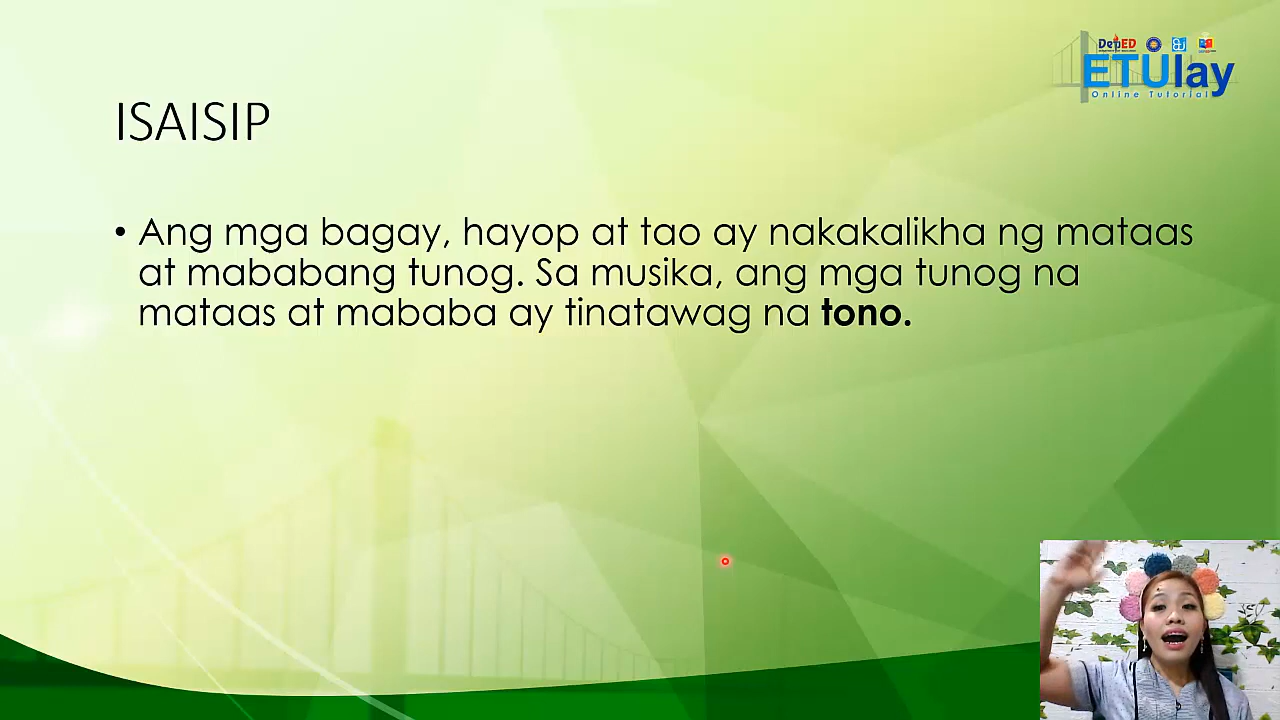 DepED
ETUlay
Online Tutorial
ISAISIP
• Ang mga bagay, hayop at tao ay nakakalikha ng mataas
at mababang tunog. Sa musika, ang mga tunog na
mataas at mababa ay tinatawag na tono.